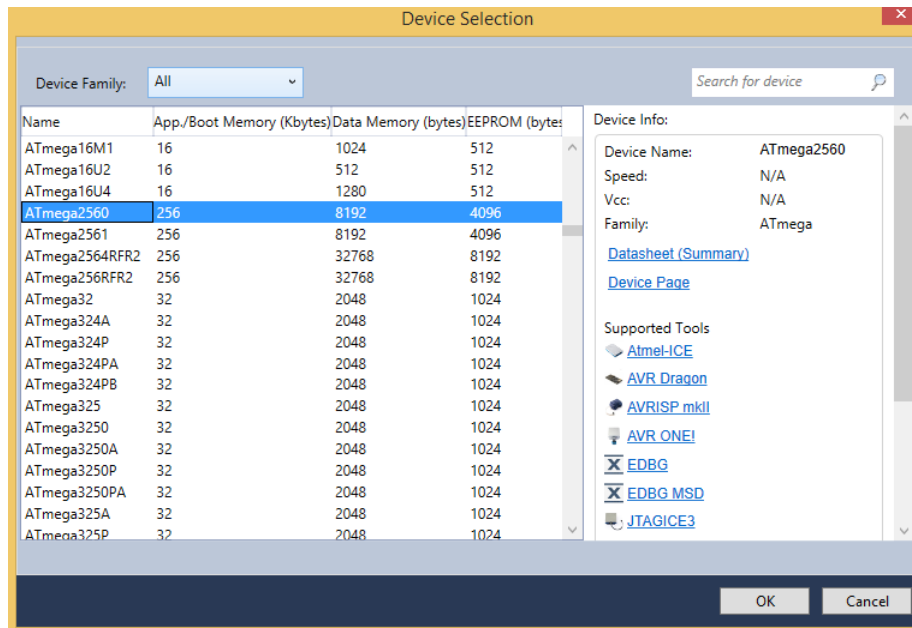 Device Selection
Device Family: All
Search for device
Name App./Boot Memory (Kbytes) Data Memory (bytes) EEPROM (bytes
ATmega16M1 16 1024 512
ATmega16U2 16 512 512
ATmega16U4 16 1280 512
ATmega2560 256 8192 4096
ATmega2561 256 8192 4096
ATmega2564RFR2 256 32768 8192
ATmega256RFR2 256 32768 8192
ATmega32 32 2048 1024
ATmega324A 32 2048 1024
ATmega324P 32 2048 1024
ATmega324PA 32 2048 1024
ATmega324PB 32 2048 1024
ATmega325 32 2048 1024
ATmega3250 32 2048 1024
ATmega3250A 32 2048 1024
ATmega3250P 32 2048 1024
ATmega3250PA 32 2048 1024
ATmega325A 32 2048 1024
ATmega325P 32 2048 1024
Device Info:
Device Name: ATmega2560
Speed: N/A
Vcc: N/A
Family: ATmega
Datasheet (Summary)
Device Page
Supported Tools
Atmel-ICE
AVR Dragon
AVRISP mkII
AVR ONE!
EDBG
EDBG MSD
JTAGICE3
OK Cancel